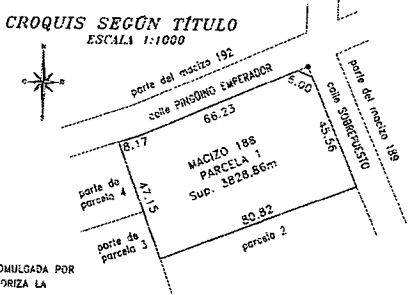 CROQUIS SEGÚN TÍTULO
ESCALA 1:1000
N
parte del macizo 192
calle PINGÜINO EMPERADOR
66.23
5.00
8.17
calle SOBREPUESTO
parte del macizo 189
45.56
MACIZO 188
PARCELA 1
Sup. 3828.86m
parte de
parcela 4
47.15
80.82
parcela 2
parte de
parcela 3
OMULGADA POR
ORIZA LA